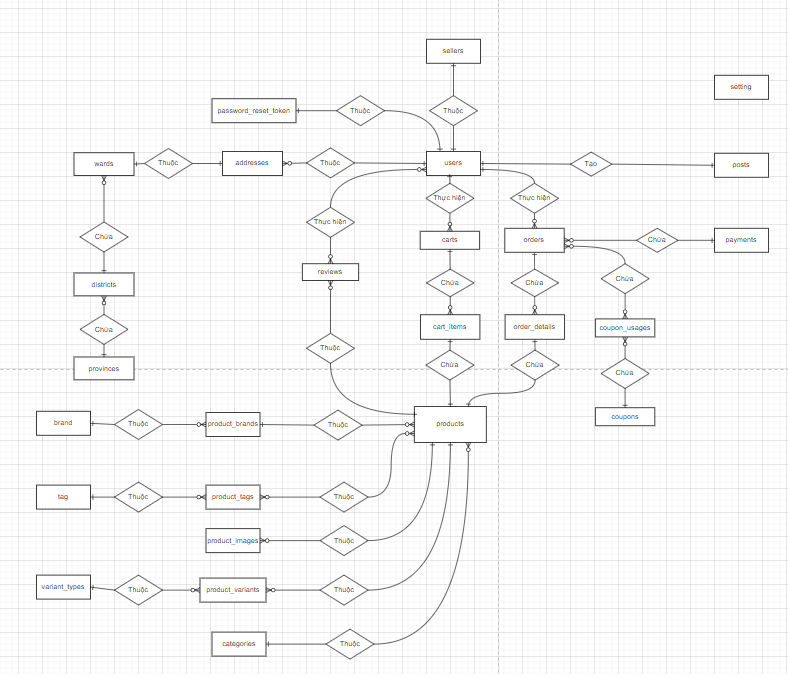 sellers
setting
password_reset_token
Thuộc
Thuộc
wards
Thuộc
addresses
Thuộc
users
Tạo
posts
Thực hiện
Thực hiện
Thực hiện
Chứa
carts
orders
Chứa
payments
reviews
districts
Chứa
Chứa
Chứa
Chứa
cart_items
order_details
coupon_usages
Thuộc
provinces
Chứa
Chứa
Chứa
coupons
brand
Thuộc
product_brands
Thuộc
products
tag
Thuộc
product_tags
Thuộc
product_images
Thuộc
variant_types
Thuộc
product_variants
Thuộc
categories
Thuộc